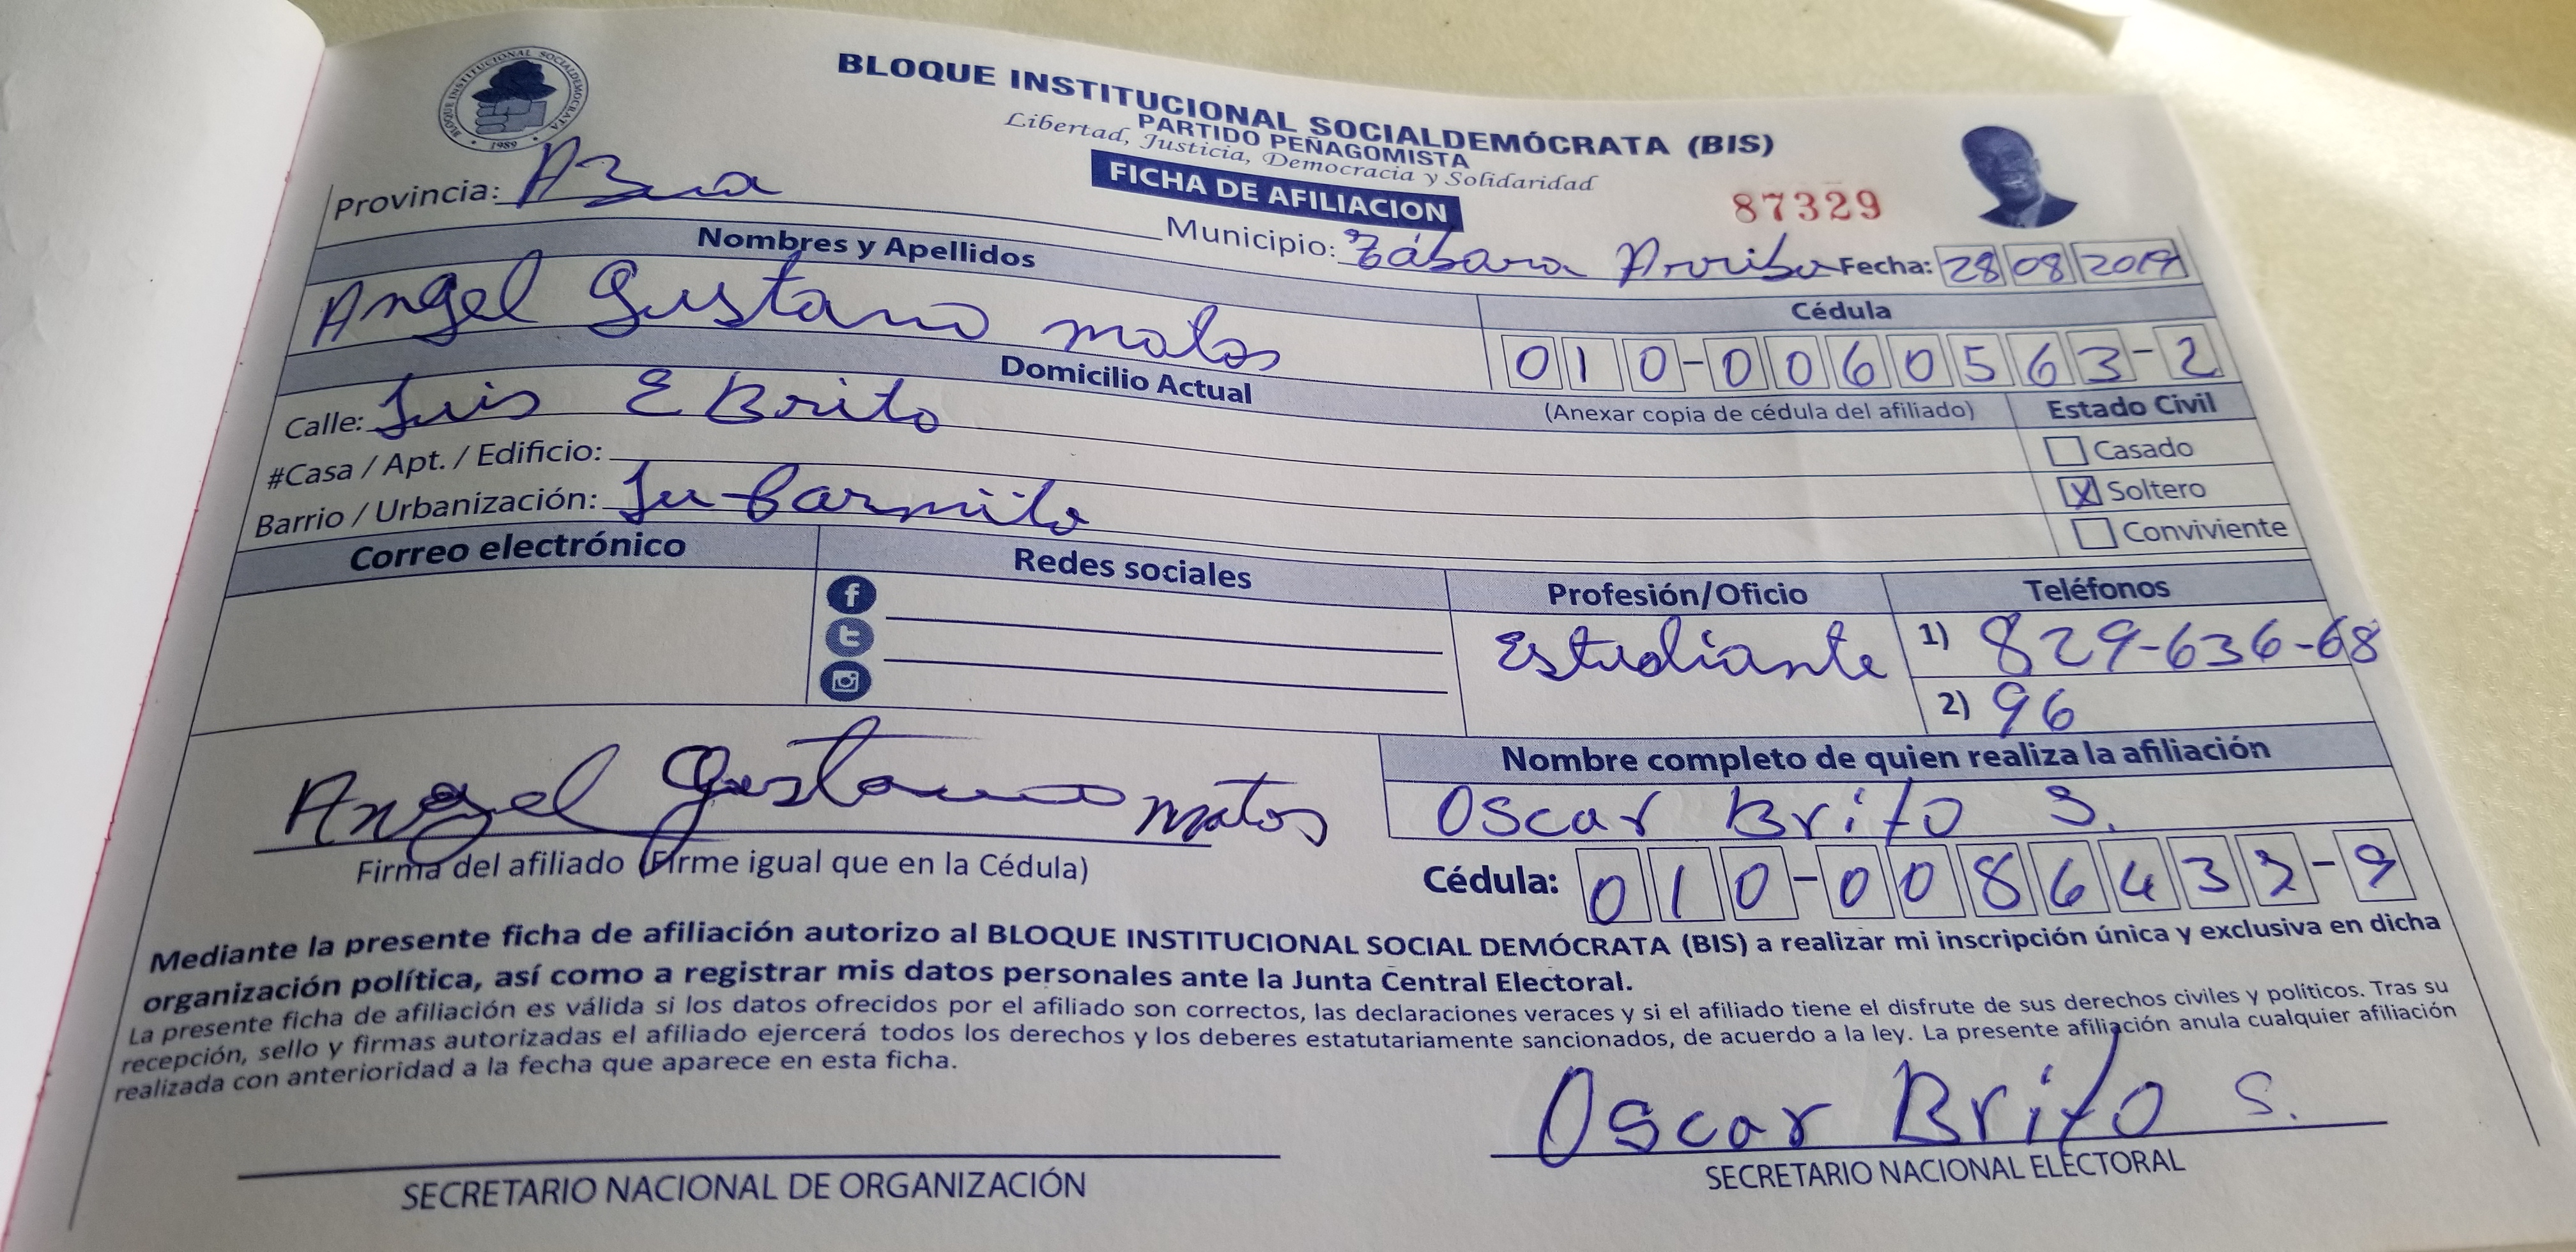 BLOQUE INSTITUCIONAL SOCIALDEMOCRATA
1989
BLOQUE INSTITUCIONAL SOCIALDEMÓCRATA (BIS)
PARTIDO PEÑAGOMISTA
Libertad, Justicia, Democracia y Solidaridad
FICHA DE AFILIACION
87329
Provincia: Azua Municipio: Tábara Arriba Fecha: 28 08 2019
Nombres y Apellidos
Angel Gustavo matos
Cédula
010-0060563-2
(Anexar copia de cédula del afiliado)
Domicilio Actual
Calle: Luis E Brito
#Casa / Apt. / Edificio:
Barrio / Urbanización:
Estado Civil
Casado
X Soltero
Conviviente
Correo electrónico
Redes sociales
Profesión/Oficio
Estudiante
Teléfonos
1) 829-636-68
2) 96
Angel Gustavo matos
Firma del afiliado (Firme igual que en la Cédula)
Nombre completo de quien realiza la afiliación
Oscar Brito S.
Cédula: 010-0086432-9
Mediante la presente ficha de afiliación autorizo al BLOQUE INSTITUCIONAL SOCIAL DEMÓCRATA (BIS) a realizar mi inscripción única y exclusiva en dicha
organización política, así como a registrar mis datos personales ante la Junta Central Electoral.
La presente ficha de afiliación es válida si los datos ofrecidos por el afiliado son correctos, las declaraciones veraces y si el afiliado tiene el disfrute de sus derechos civiles y políticos. Tras su
recepción, sello y firmas autorizadas el afiliado ejercerá todos los derechos y los deberes estatutariamente sancionados, de acuerdo a la ley. La presente afiliación anula cualquier afiliación
realizada con anterioridad a la fecha que aparece en esta ficha.
Oscar Brito S.
SECRETARIO NACIONAL DE ORGANIZACIÓN
SECRETARIO NACIONAL ELECTORAL